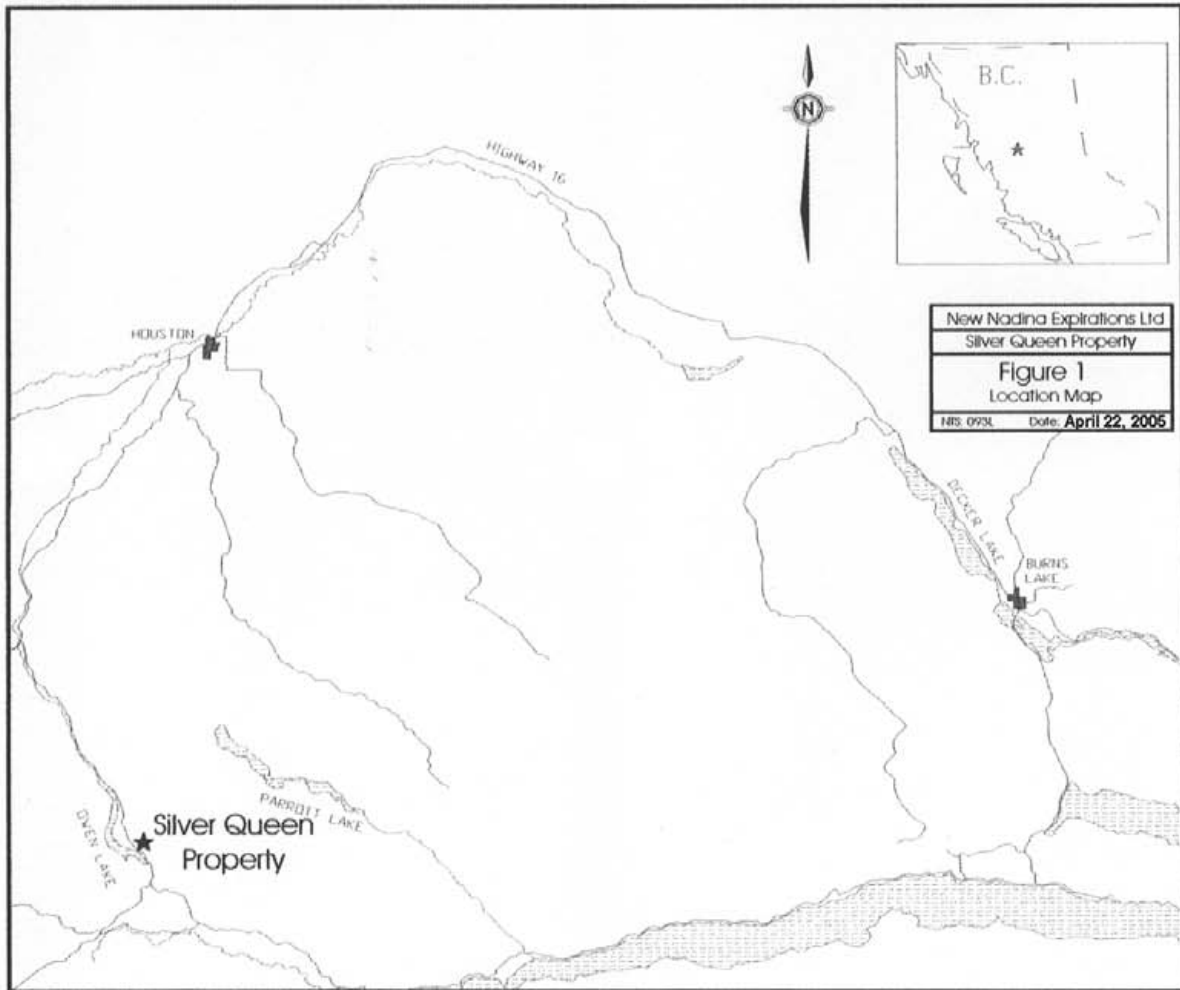 B.C.
N
HIGHWAY 16
HOUSTON
New Nadina Expirations Ltd
Silver Queen Property
Figure 1
Location Map
NTS: 093L Date: April 22, 2005
DECKER LAKE
BURNS
LAKE
PARROTT LAKE
OWEN LAKE
Silver Queen
Property